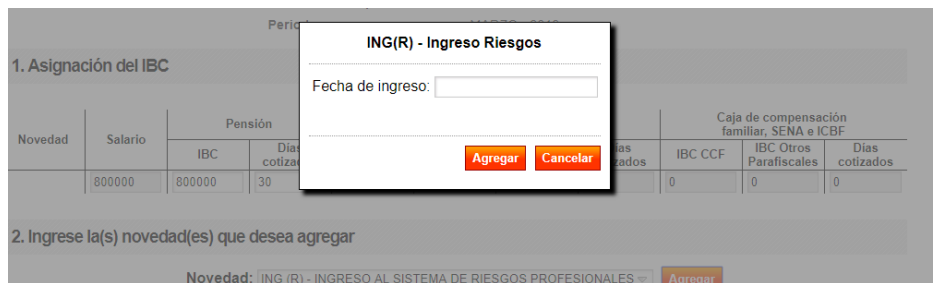 ING(R) - Ingreso Riesgos
1. Asignación del IBC
Fecha de ingreso:
Novedad
Salario
Pensión
Caja de compensación
familiar, SENA e ICBF
IBC
IBC CCF
IBC Otros
Parafiscales
Días
cotizados
800000
800000
30
0
0
0
Agregar
Cancelar
2. Ingrese la(s) novedad(es) que desea agregar
Novedad:
ING (R) - INGRESO AL SISTEMA DE RIESGOS PROFESIONALES
Agregar